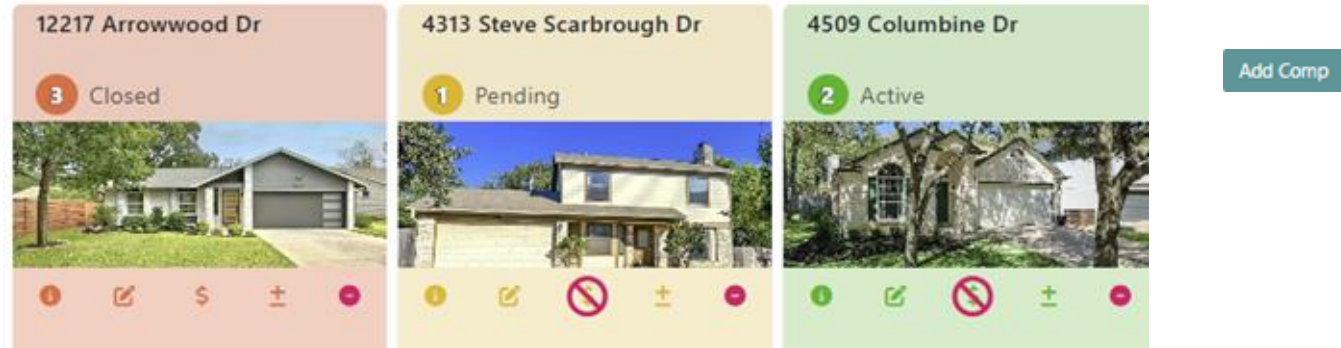 12217 Arrowwood Dr
3 Closed
$ ±
4313 Steve Scarbrough Dr
1 Pending
$ ±
4509 Columbine Dr
2 Active
$ ±
Add Comp